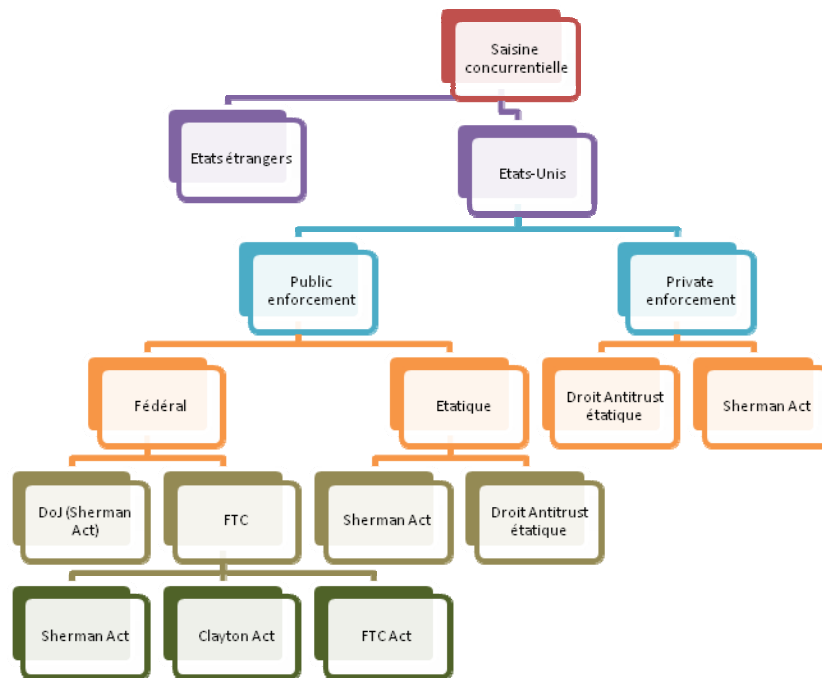 Saisine
concurrentielle
Etats étrangers
Etats-Unis
Public
enforcement
Private
enforcement
Fédéral
Etatique
Droit Antitrust
étatique
Sherman Act
DoJ (Sherman
Act)
FTC
Sherman Act
Droit Antitrust
étatique
Sherman Act
Clayton Act
FTC Act